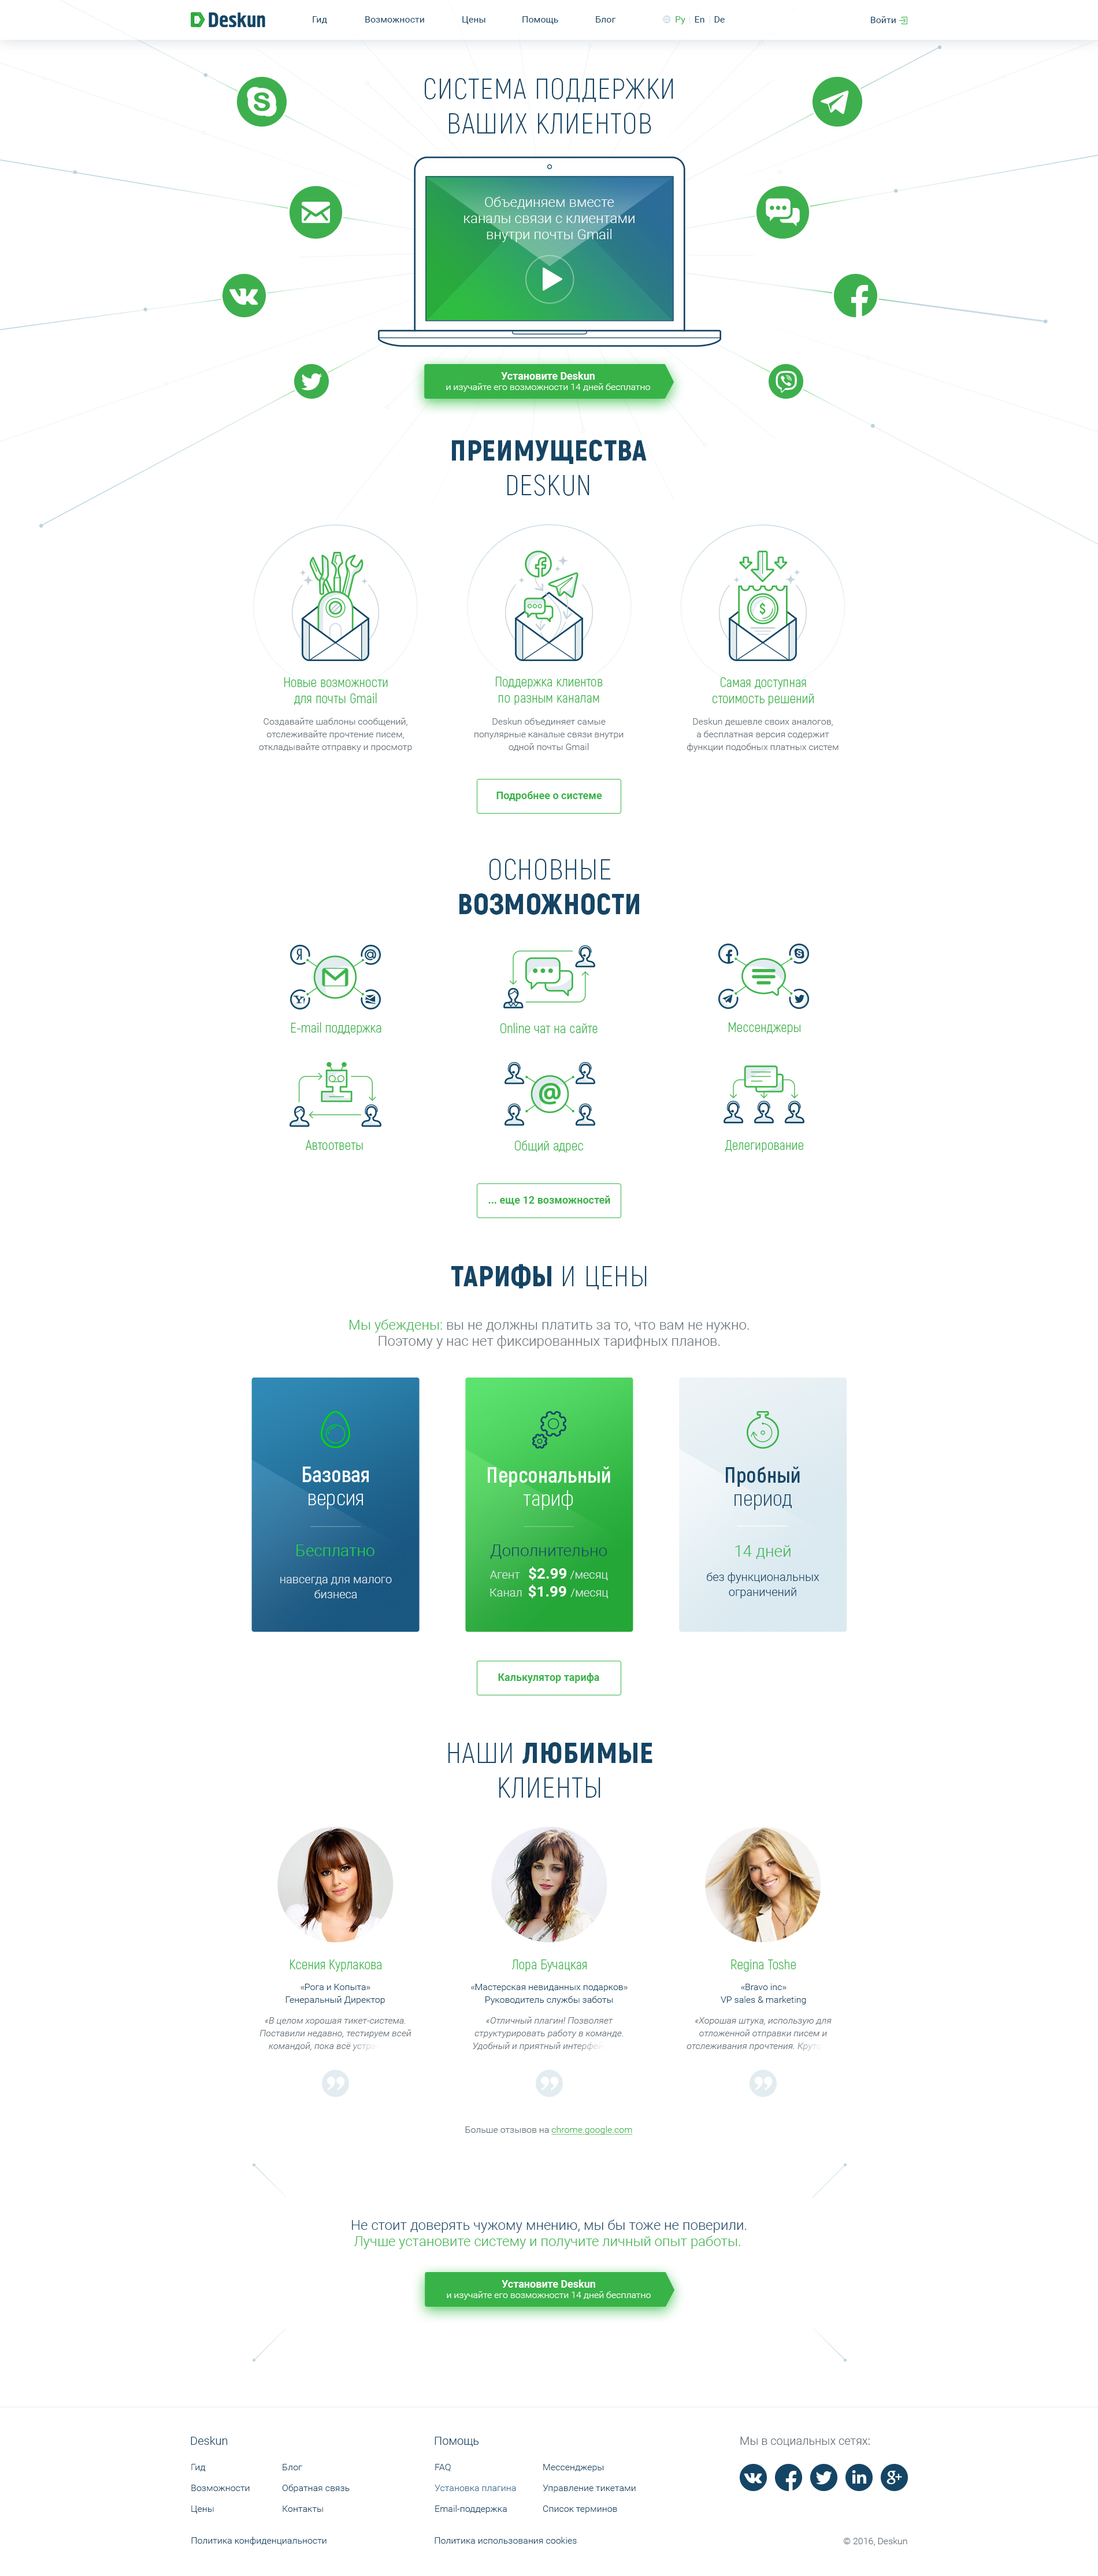 Deskun
Гид
Возможности
Цены
Помощь
Блог
Ру | En | De
Войти
СИСТЕМА ПОДДЕРЖКИ
ВАШИХ КЛИЕНТОВ
Объединяем вместе
каналы связи с клиентами
внутри почты Gmail
Установите Deskun
и изучайте его возможности 14 дней бесплатно
ПРЕИМУЩЕСТВА
DESKUN
Новые возможности
для почты Gmail
Создавайте шаблоны сообщений,
отслеживайте прочтение писем,
откладывайте отправку и просмотр
Поддержка клиентов
по разным каналам
Deskun объединяет самые
популярные каналые связи внутри
одной почты Gmail
Самая доступная
стоимость решений
Deskun дешевле своих аналогов,
а бесплатная версия содержит
функции подобных платных систем
Подробнее о системе
ОСНОВНЫЕ
ВОЗМОЖНОСТИ
E-mail поддержка
Online чат на сайте
Мессенджеры
Автоответы
Общий адрес
Делегирование
... еще 12 возможностей
ТАРИФЫ И ЦЕНЫ
Мы убеждены: вы не должны платить за то, что вам не нужно.
Поэтому у нас нет фиксированных тарифных планов.
Базовая
версия
Бесплатно
навсегда для малого
бизнеса
Персональный
тариф
Дополнительно
Агент $2.99 /месяц
Канал $1.99 /месяц
Пробный
период
14 дней
без функциональных
ограничений
Калькулятор тарифа
НАШИ ЛЮБИМЫЕ
КЛИЕНТЫ
Ксения Курлакова
«Рога и Копыта»
Генеральный Директор
«В целом хорошая тикет-система.
Поставили недавно, тестируем всей
командой, пока всё устра
Лора Бучацкая
«Мастерская невиданных подарков»
Руководитель службы заботы
«Отличный плагин! Позволяет
структурировать работу в команде.
Удобный и приятный интерфей
Regina Toshe
«Bravo inc»
VP sales & marketing
«Хорошая штука, использую для
отложенной отправки писем и
отслеживания прочтения. Крут
Больше отзывов на chrome.google.com
Не стоит доверять чужому мнению, мы бы тоже не поверили.
Лучше установите систему и получите личный опыт работы.
Установите Deskun
и изучайте его возможности 14 дней бесплатно
Deskun
Гид
Блог
Возможности
Обратная связь
Цены
Контакты
Политика конфиденциальности
Помощь
FAQ
Мессенджеры
Установка плагина
Управление тикетами
Email-поддержка
Список терминов
Политика использования cookies
Мы в социальных сетях:
© 2016, Deskun